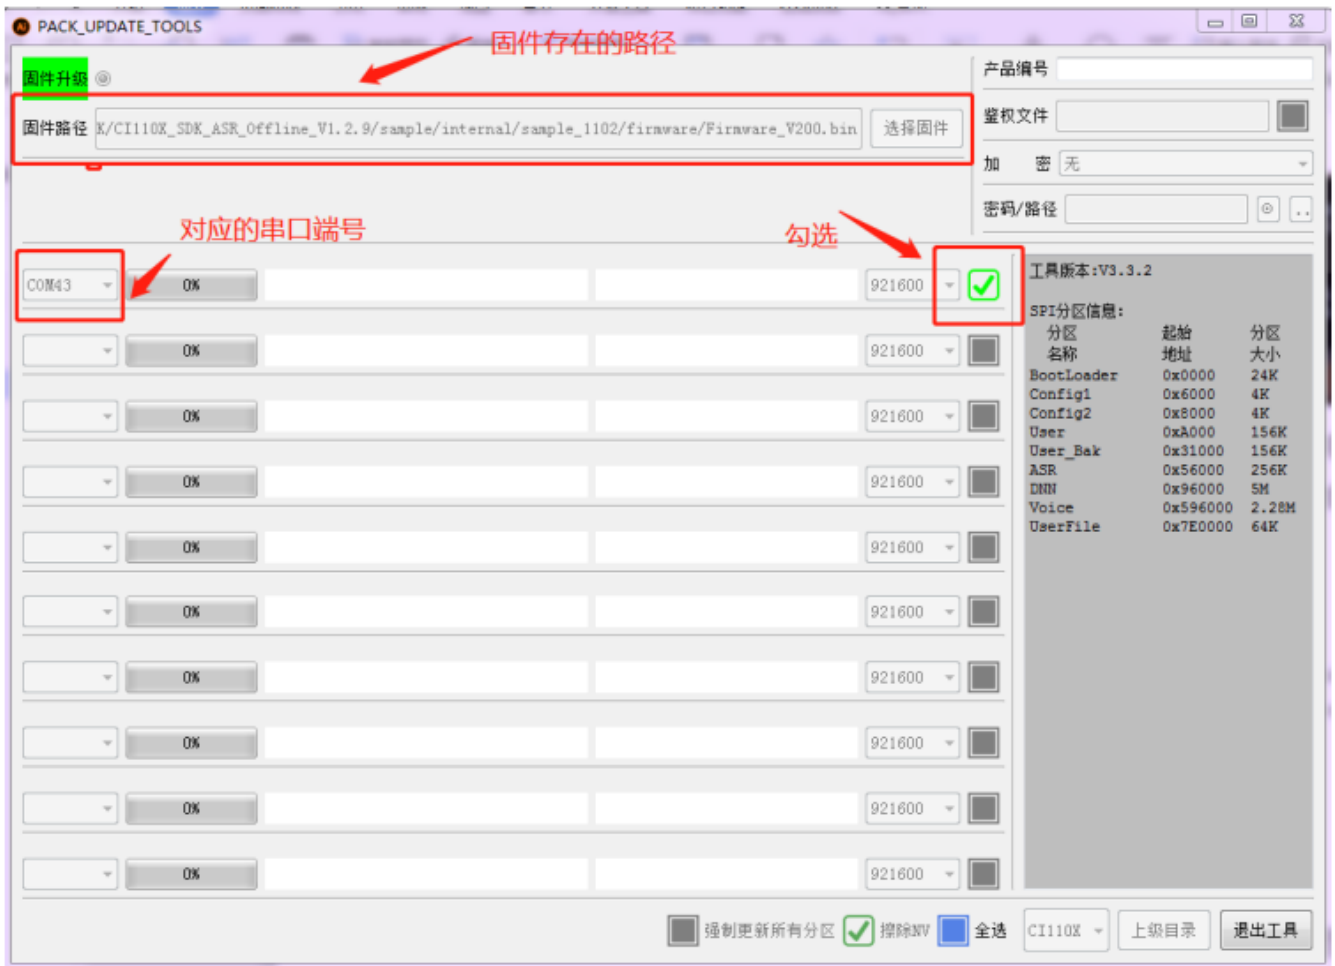 PACK_UPDATE_TOOLS
固件存在的路径
固件升级
产品编号
固件路径 K/CI110X_SDK_ASR_Offline_V1.2.9/sample/internal/sample_1102/firmware/Firmware_V200.bin 选择固件
鉴权文件
加 密 无
密码/路径 ..
对应的串口端号
勾选
COM43 0% 921600
0% 921600
0% 921600
0% 921600
0% 921600
0% 921600
0% 921600
0% 921600
0% 921600
0% 921600
工具版本:V3.3.2
SPI分区信息:
分区 起始 分区
名称 地址 大小
BootLoader 0x0000 24K
Config1 0x6000 4K
Config2 0x8000 4K
User 0xA000 156K
User_Bak 0x31000 156K
ASR 0x56000 256K
DNN 0x96000 5M
Voice 0x596000 2.28M
UserFile 0x7E0000 64K
强制更新所有分区 擦除NV 全选 CI110X 上级目录 退出工具